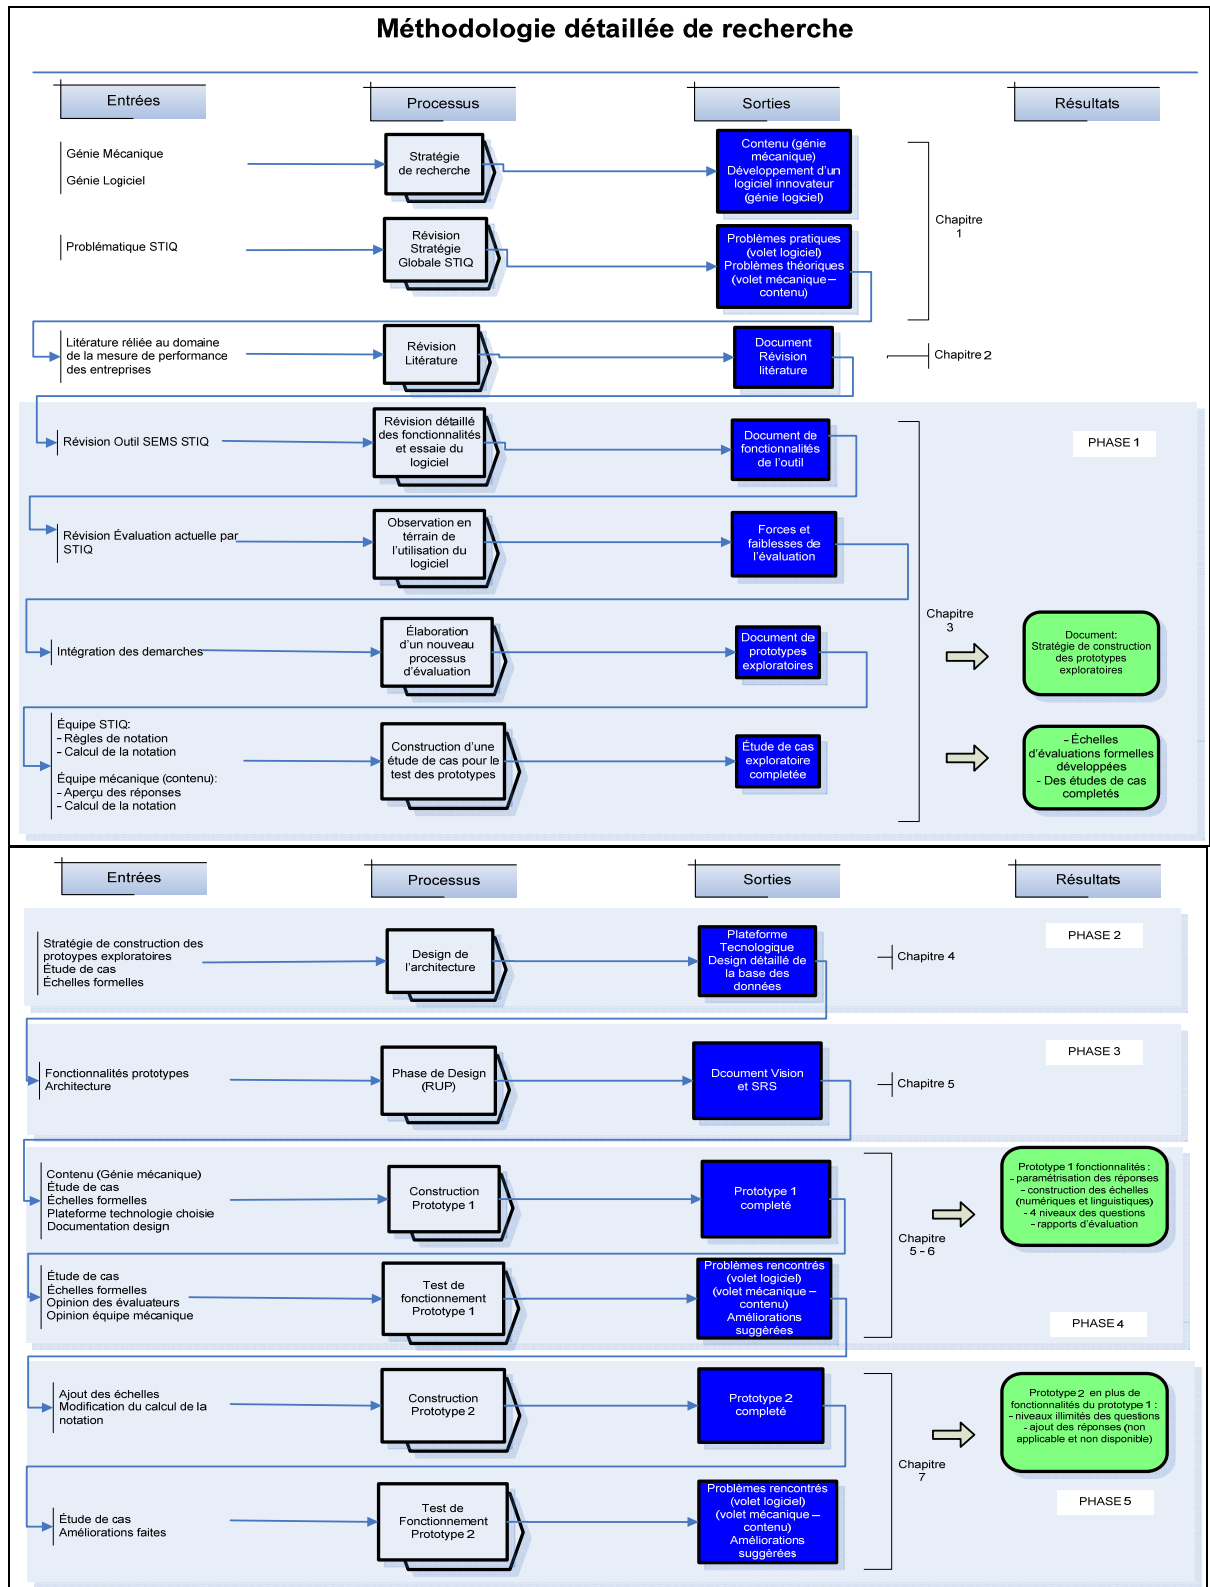 Méthodologie détaillée de recherche
Entrées
Processus
Sorties
Résultats
Génie Mécanique
Génie Logiciel
Stratégie
de recherche
Contenu (génie
mécanique)
Développement d'un
logiciel innovateur
(génie logiciel)
Chapitre
1
Problématique STIQ
Révision
Stratégie
Globale STIQ
Problèmes pratiques
(volet logiciel)
Problèmes théoriques
(volet mécanique –
contenu)
Litérature réliée au domaine
de la mesure de performance
des entreprises
Révision
Litérature
Document
Révision
litérature
Chapitre 2
Révision Outil SEMS STIQ
Révision détaillé
des fonctionnalités
et essaie du
logiciel
Document de
fonctionnalités
de l'outil
PHASE 1
Révision Évaluation actuelle par
STIQ
Observation en
térrain de
l'utilisation du
logiciel
Forces et
faiblesses de
l'évaluation
Chapitre
3
Intégration des demarches
Élaboration
d'un nouveau
processus
d'évaluation
Document de
prototypes
exploratoires
Document:
Stratégie de construction
des prototypes
exploratoires
Équipe STIQ:
- Règles de notation
- Calcul de la notation
Équipe mécanique (contenu):
- Aperçu des réponses
- Calcul de la notation
Construction d'une
étude de cas pour le
test des prototypes
Étude de cas
exploratoire
completée
- Échelles
d'évaluations formelles
développées
- Des études de cas
completés
Entrées
Processus
Sorties
Résultats
Stratégie de construction des
protoypes exploratoires
Étude de cas
Échelles formelles
Design de
l'architecture
Plateforme
Tecnologique
Design détaillé de
la base des
données
Chapitre 4
PHASE 2
Fonctionnalités prototypes
Architecture
Phase de Design
(RUP)
Dcoument Vision
et SRS
Chapitre 5
PHASE 3
Contenu (Génie mécanique)
Étude de cas
Échelles formelles
Plateforme technologie choisie
Documentation design
Construction
Prototype 1
Prototype 1
completé
Chapitre
5 - 6
Prototype 1 fonctionnalités :
- paramétrisation des réponses
- construction des échelles
(numériques et linguistiques)
- 4 niveaux des questions
- rapports d'évaluation
Étude de cas
Échelles formelles
Opinion des évaluateurs
Opinion équipe mécanique
Test de
fonctionnement
Prototype 1
Problèmes rencontrés
(volet logiciel)
(volet mécanique –
contenu)
Améliorations
suggèrées
PHASE 4
Ajout des échelles
Modification du calcul de la
notation
Construction
Prototype 2
Prototype 2
completé
Chapitre
7
Prototype 2 en plus de
fonctionnalités du prototype 1 :
- niveaux illimités des questions
- ajout des réponses (non
applicable et non disponible)
Étude de cas
Améliorations faites
Test de
Fonctionnement
Prototype 2
Problèmes rencontrés
(volet logiciel)
(volet mécanique –
contenu)
Améliorations
suggèrées
PHASE 5